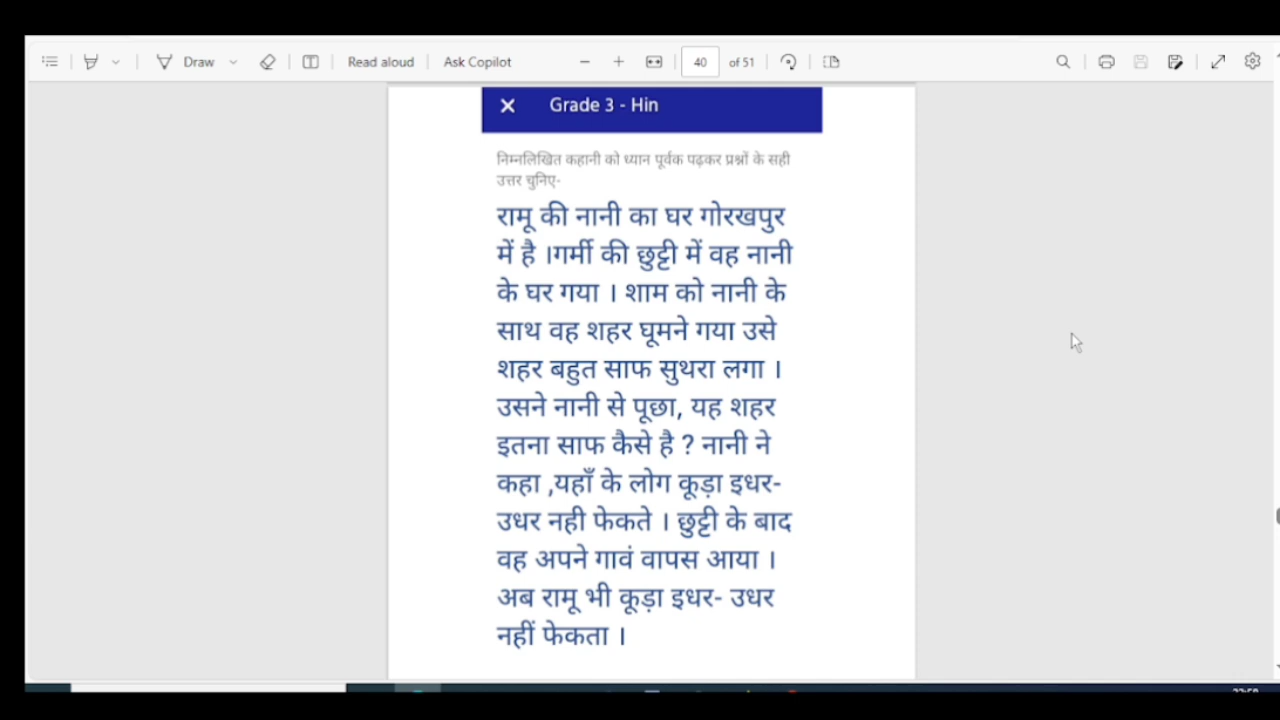 Draw
Read aloud
Ask Copilot
40
of 51
Grade 3 - Hin
निम्नलिखित कहानी को ध्यान पूर्वक पढ़कर प्रश्नों के सही
उत्तर चुनिए-
रामू की नानी का घर गोरखपुर
में है ।गर्मी की छुट्टी में वह नानी
के घर गया । शाम को नानी के
साथ वह शहर घूमने गया उसे
शहर बहुत साफ सुथरा लगा ।
उसने नानी से पूछा, यह शहर
इतना साफ कैसे है ? नानी ने
कहा ,यहाँ के लोग कूड़ा इधर-
उधर नही फेकते । छुट्टी के बाद
वह अपने गावं वापस आया ।
अब रामू भी कूड़ा इधर- उधर
नहीं फेकता ।